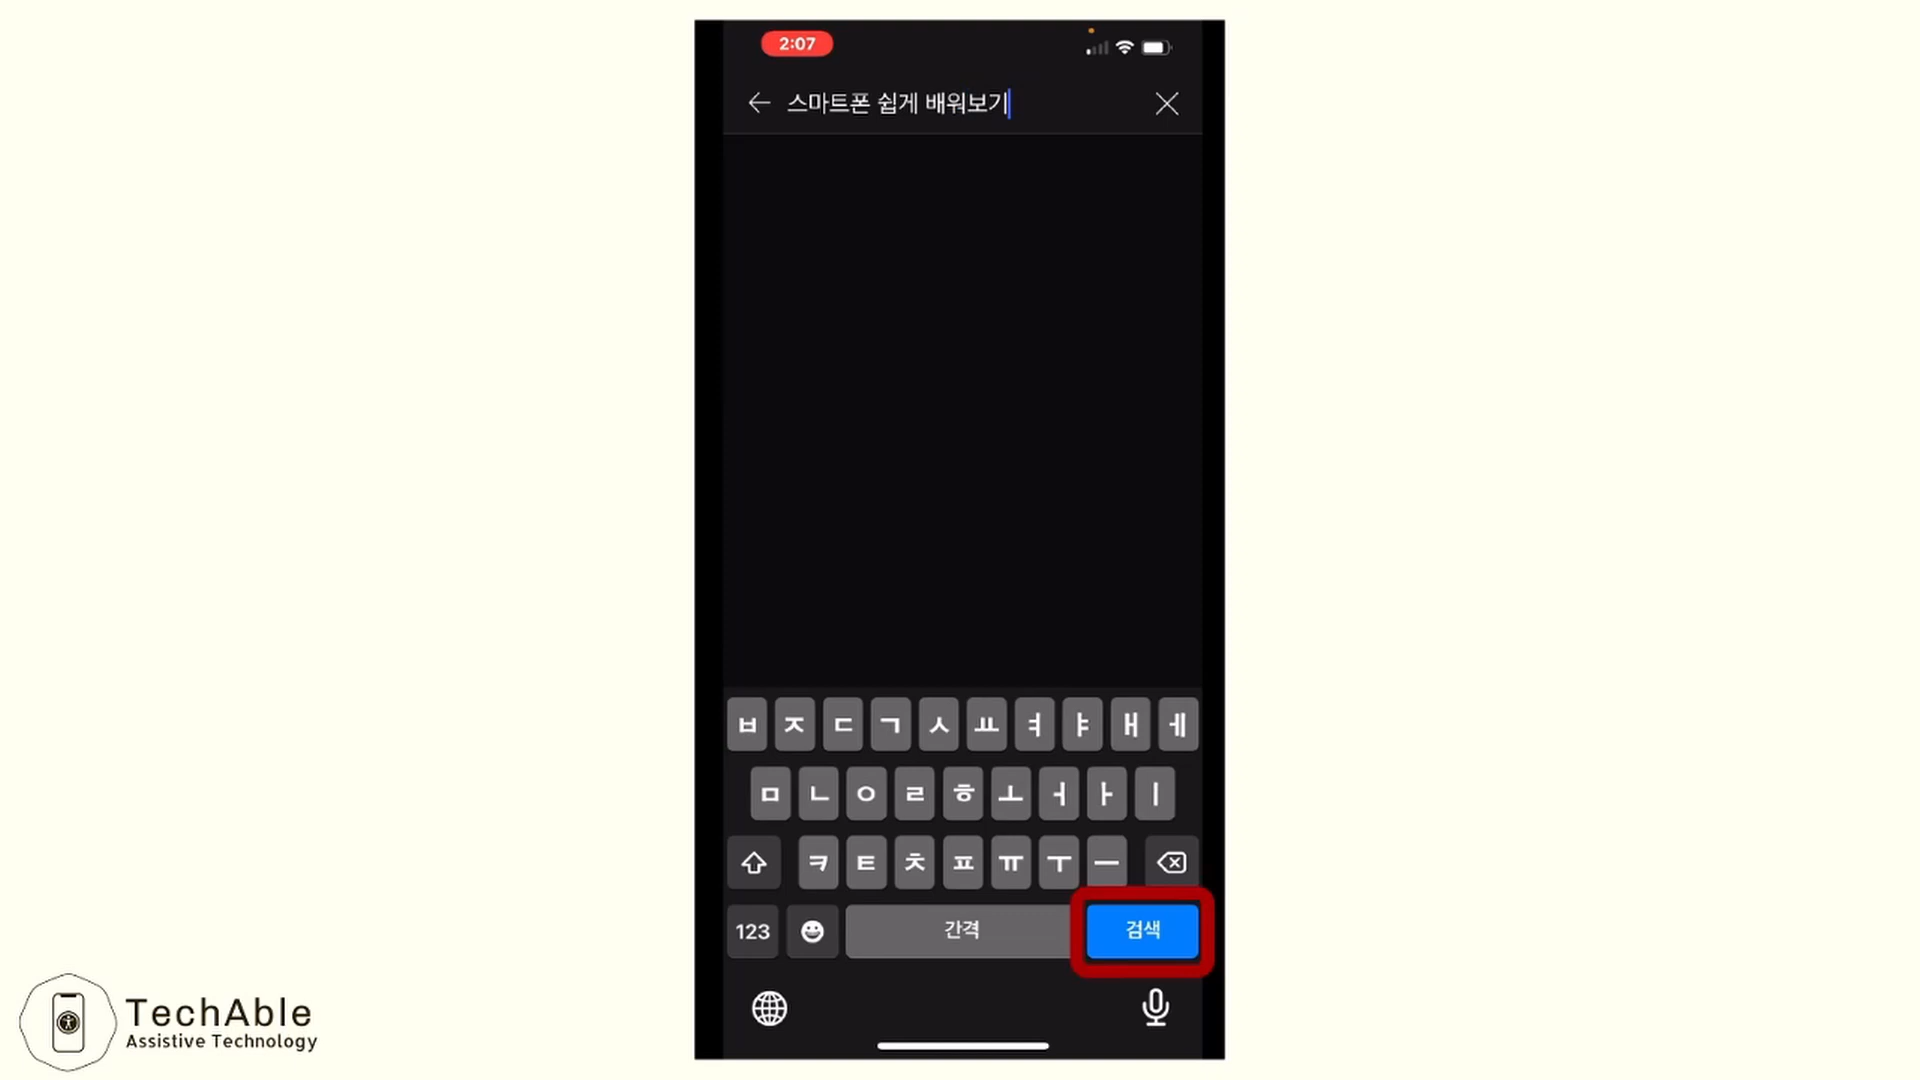 2:07
스마트폰 쉽게 배워보기
ㅂ ㅈ ㄷ ㄱ ㅅ ㅛ ㅕ ㅑ ㅐ ㅔ
ㅁ ㄴ ㅇ ㄹ ㅎ ㅗ ㅓ ㅏ ㅣ
ㅋ ㅌ ㅊ ㅍ ㅠ ㅜ ㅡ
123 간격 검색
TechAble
Assistive Technology